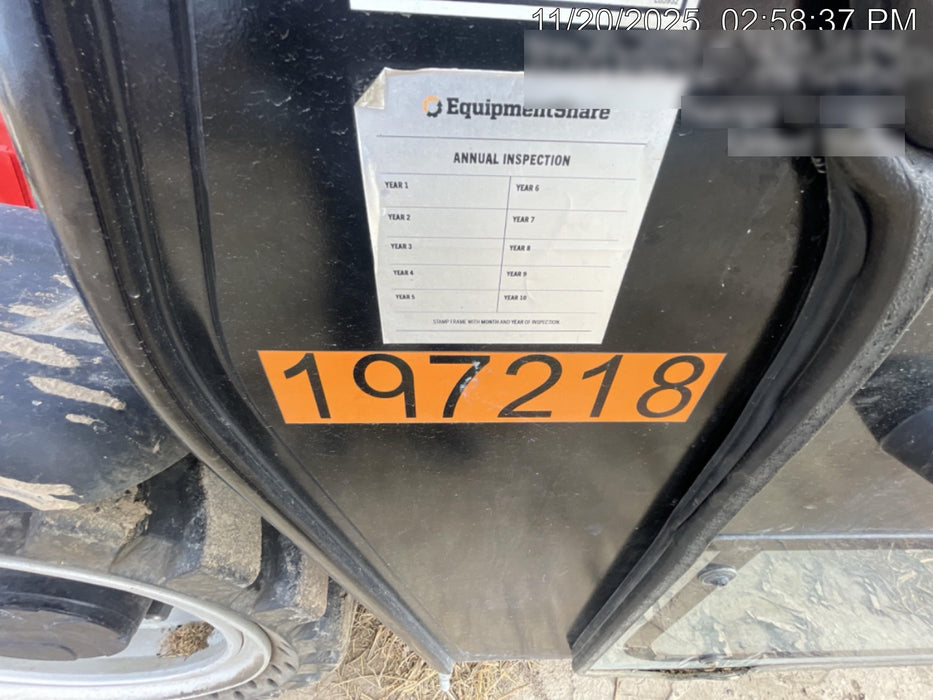 11/20/2025 02:58:37 PM
EquipmentShare
ANNUAL INSPECTION
YEAR 1
YEAR 2
YEAR 3
YEAR 4
YEAR 5
YEAR 6
YEAR 7
YEAR 8
YEAR 9
YEAR 10
STAMP FRAME WITH MONTH AND YEAR OF INSPECTION.
197218